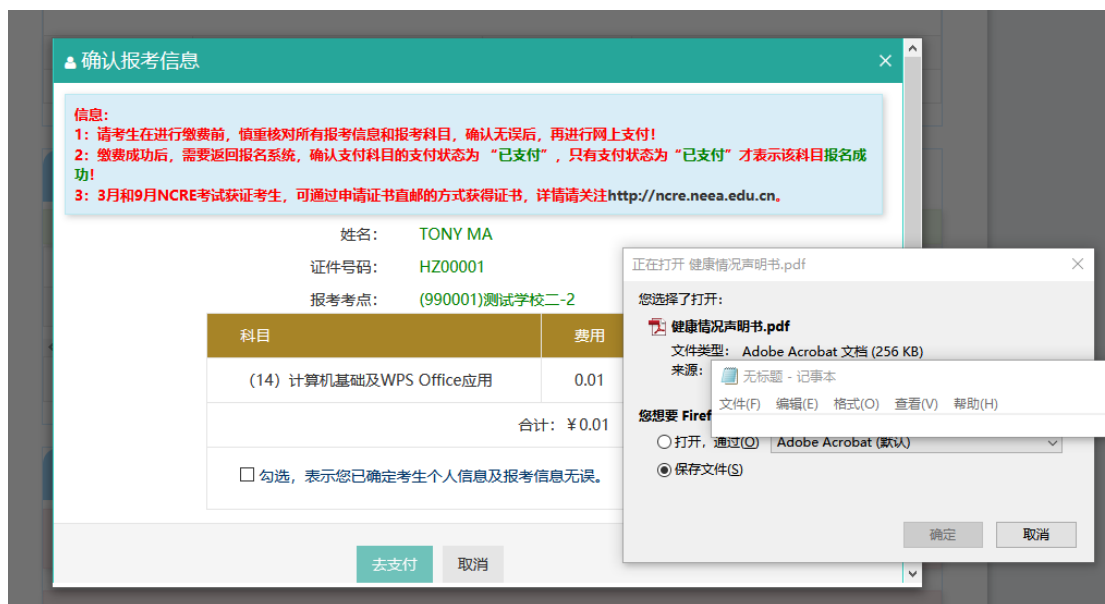 确认报考信息
信息：
1：请考生在进行缴费前，慎重核对所有报考信息和报考科目，确认无误后，再进行网上支付！
2：缴费成功后，需要返回报名系统，确认支付科目的支付状态为 “已支付”，只有支付状态为 “已支付” 才表示该科目报名成
功！
3：3月和9月NCRE考试获证考生，可通过申请证书直邮的方式获得证书，详情请关注http://ncre.neea.edu.cn。
姓名： TONY MA
证件号码： HZ00001
报考考点： (990001)测试学校二-2
科目 费用
（14）计算机基础及WPS Office应用 0.01
合计：￥0.01
勾选，表示您已确定考生个人信息及报考信息无误。
去支付 取消
正在打开 健康情况声明书.pdf
您选择了打开：
健康情况声明书.pdf
文件类型： Adobe Acrobat 文档 (256 KB)
来源：
无标题 - 记事本
文件(F) 编辑(E) 格式(O) 查看(V) 帮助(H)
您想要 Firef
打开，通过(O) Adobe Acrobat (默认)
保存文件(S)
确定 取消